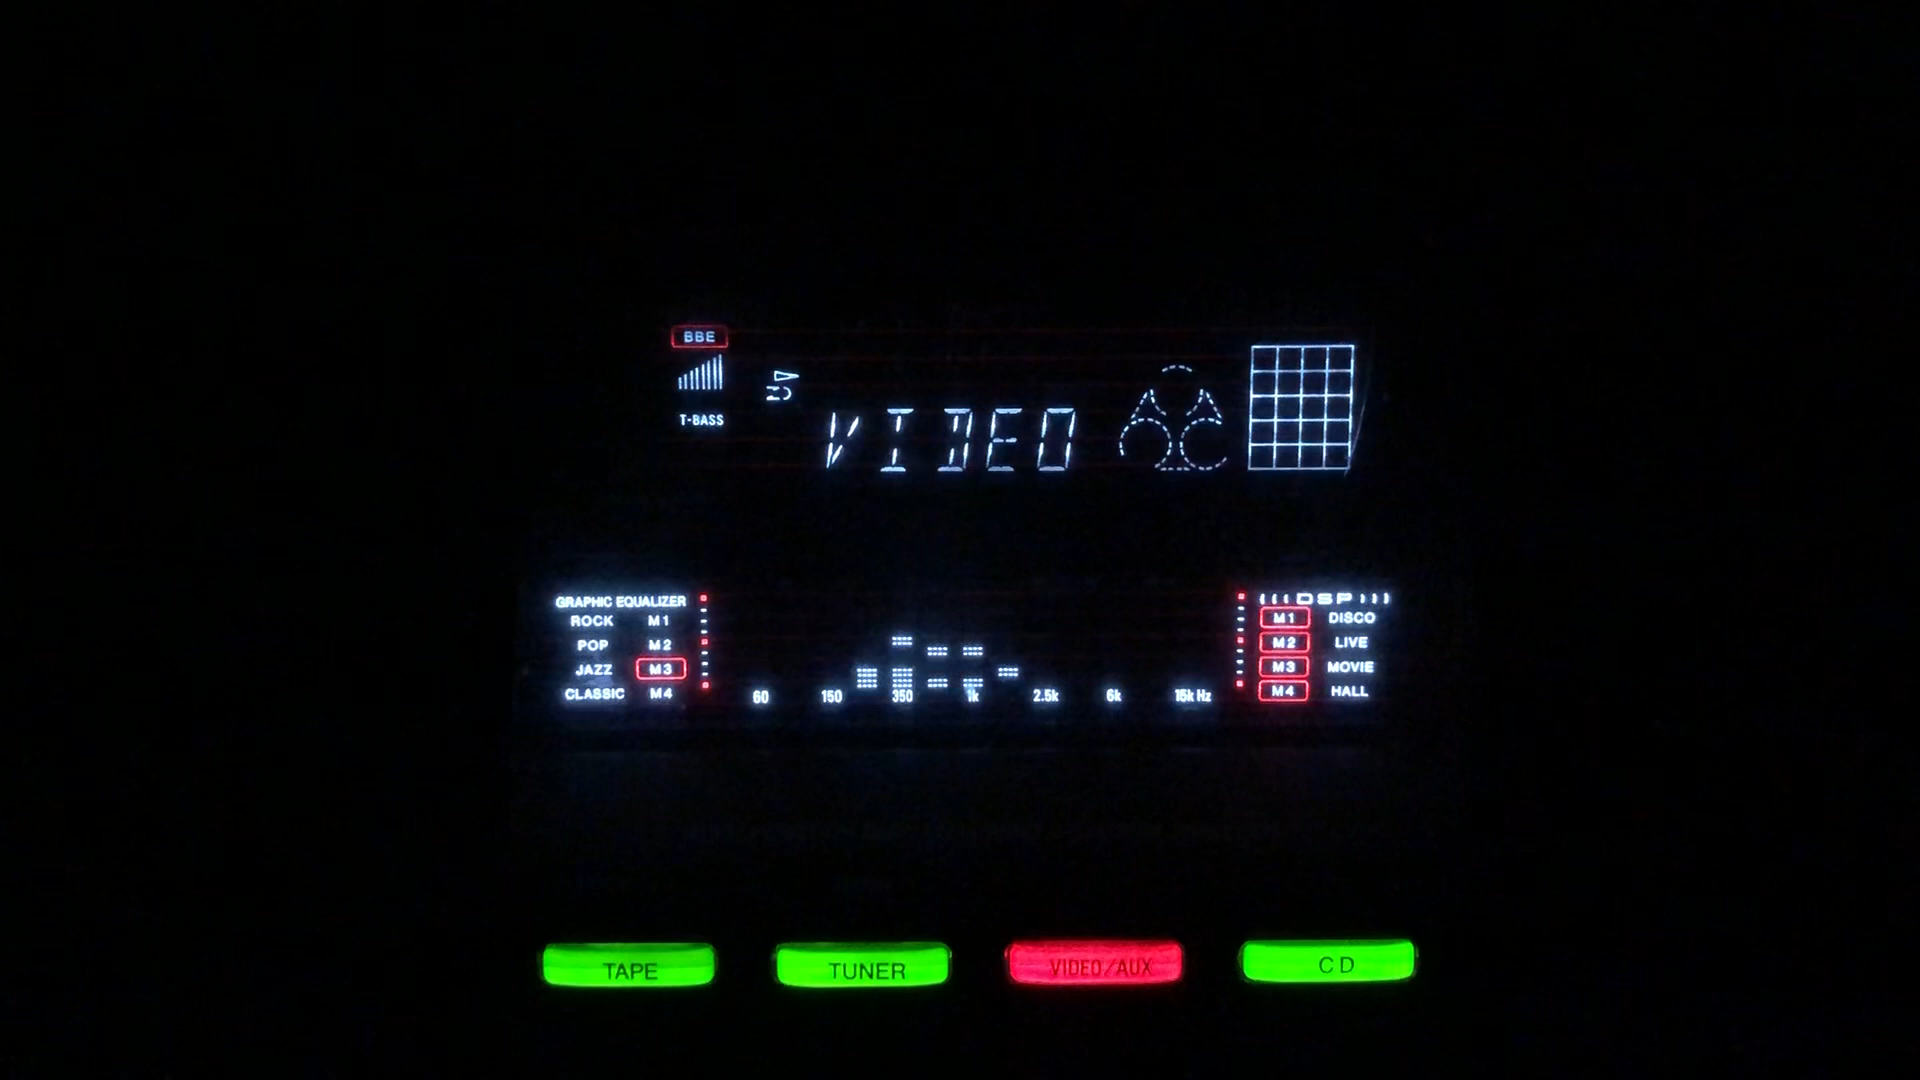 BBE
T-BASS
VIDEO
GRAPHIC EQUALIZER
ROCK M1
POP M2
JAZZ M3
CLASSIC M4
60 150 350 1k 2.5k 6k 15k Hz
DSP
M1 DISCO
M2 LIVE
M3 MOVIE
M4 HALL
TAPE
TUNER
VIDEO/AUX
CD